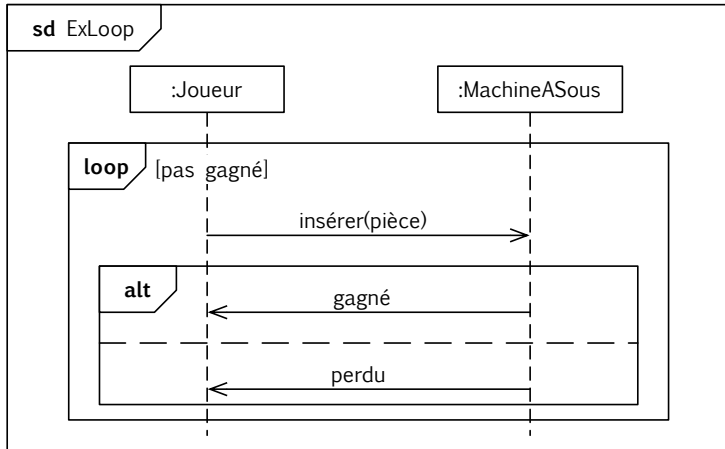 sd ExLoop
:Joueur
:MachineASous
loop [pas gagné]
insérer(pièce)
alt
gagné
perdu